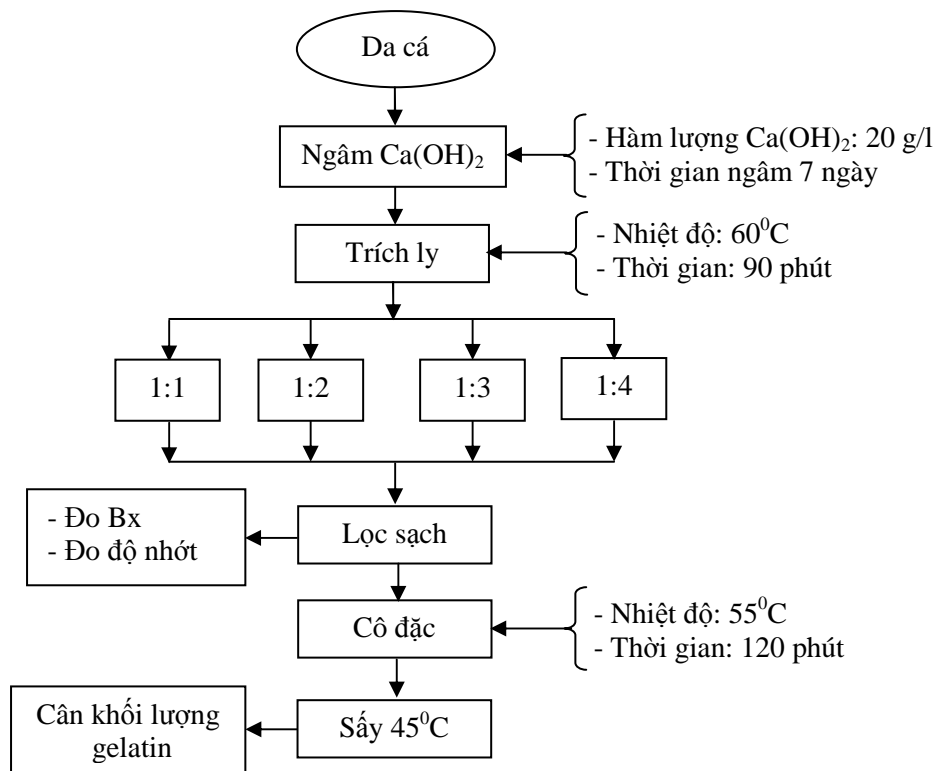 Da cá
Ngâm Ca(OH)₂
- Hàm lượng Ca(OH)₂: 20 g/l
- Thời gian ngâm 7 ngày
Trích ly
- Nhiệt độ: 60⁰C
- Thời gian: 90 phút
1:1
1:2
1:3
1:4
- Đo Bx
- Đo độ nhớt
Lọc sạch
Cô đặc
- Nhiệt độ: 55⁰C
- Thời gian: 120 phút
Cân khối lượng
gelatin
Sấy 45⁰C